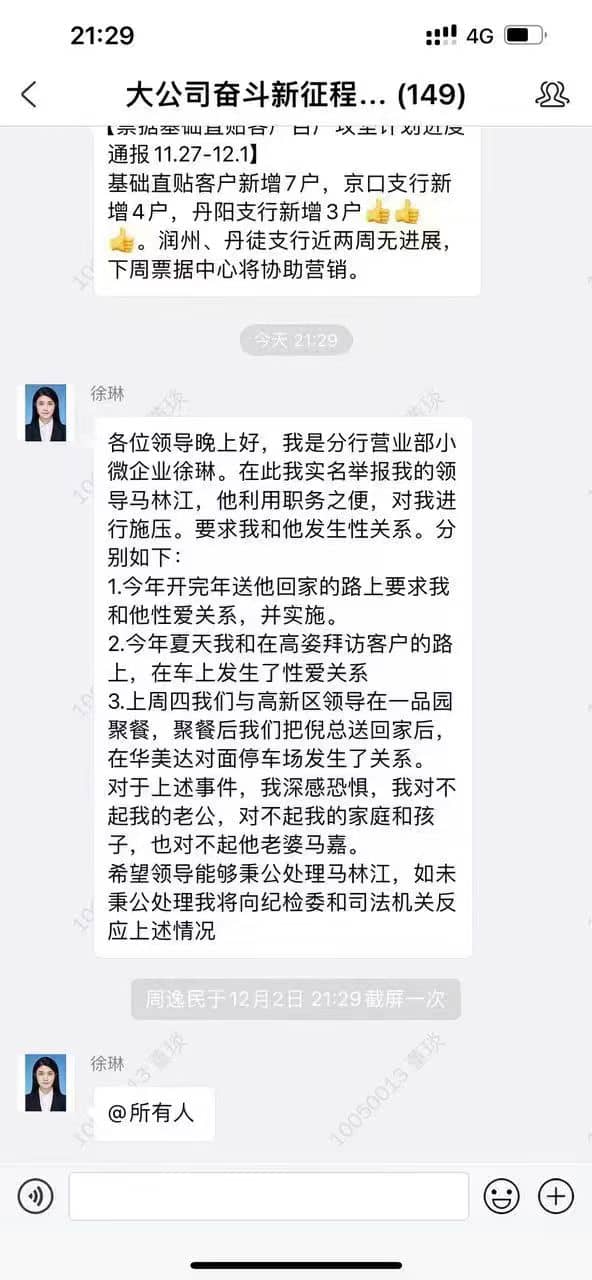 21:29
4G
大公司奋斗新征程... (149)
【票据基础直贴客户百户攻坚计划进度
通报 11.27-12.1】
基础直贴客户新增7户，京口支行新
增4户，丹阳支行新增3户👍👍
👍。润州、丹徒支行近两周无进展，
下周票据中心将协助营销。
今天 21:29
徐琳
各位领导晚上好，我是分行营业部小
微企业徐琳。在此我实名举报我的领
导马林江，他利用职务之便，对我进
行施压。要求我和他发生性关系。分
别如下：
1.今年开完年送他回家的路上要求我
和他性爱关系，并实施。
2.今年夏天我和在高姿拜访客户的路
上，在车上发生了性爱关系
3.上周四我们与高新区领导在一品园
聚餐，聚餐后我们把倪总送回家后，
在华美达对面停车场发生了关系。
对于上述事件，我深感恐惧，我对不
起我的老公，对不起我的家庭和孩
子，也对不起他老婆马嘉。
希望领导能够秉公处理马林江，如未
秉公处理我将向纪检委和司法机关反
应上述情况
周逸民于12月2日 21:29截屏一次
徐琳
@所有人
10050013 董琰